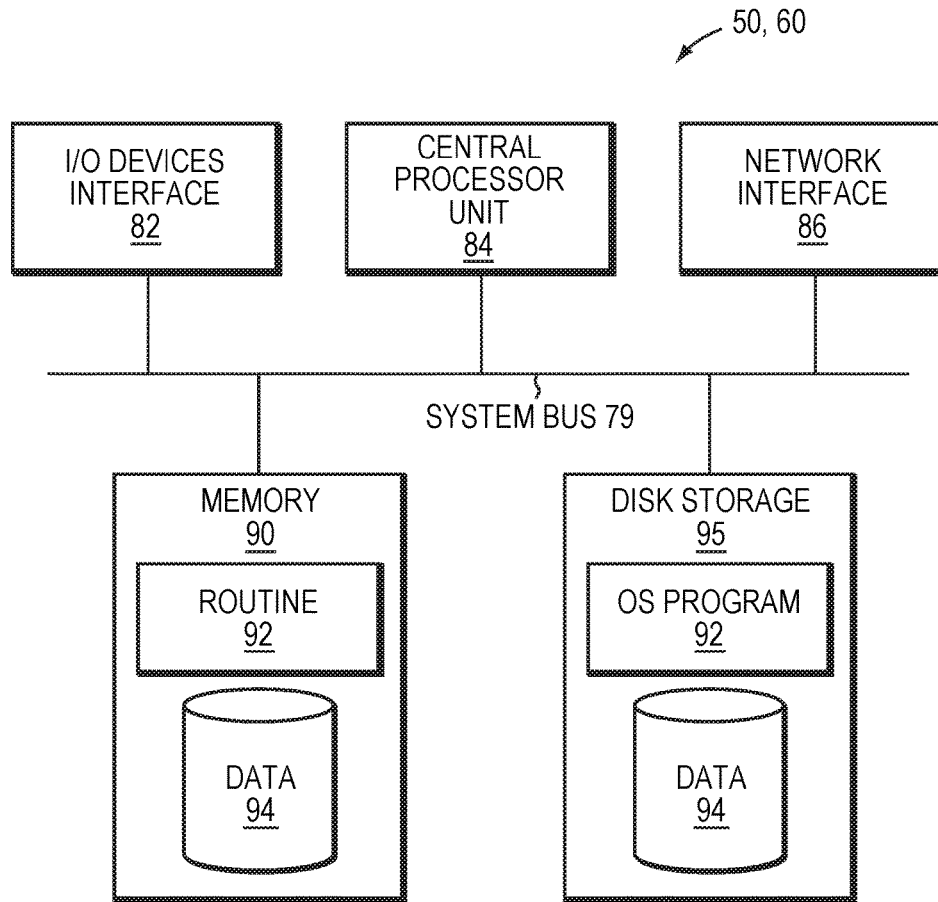 50, 60
I/O DEVICES
INTERFACE
82
CENTRAL
PROCESSOR
UNIT
84
NETWORK
INTERFACE
86
SYSTEM BUS 79
MEMORY
90
ROUTINE
92
DATA
94
DISK STORAGE
95
OS PROGRAM
92
DATA
94